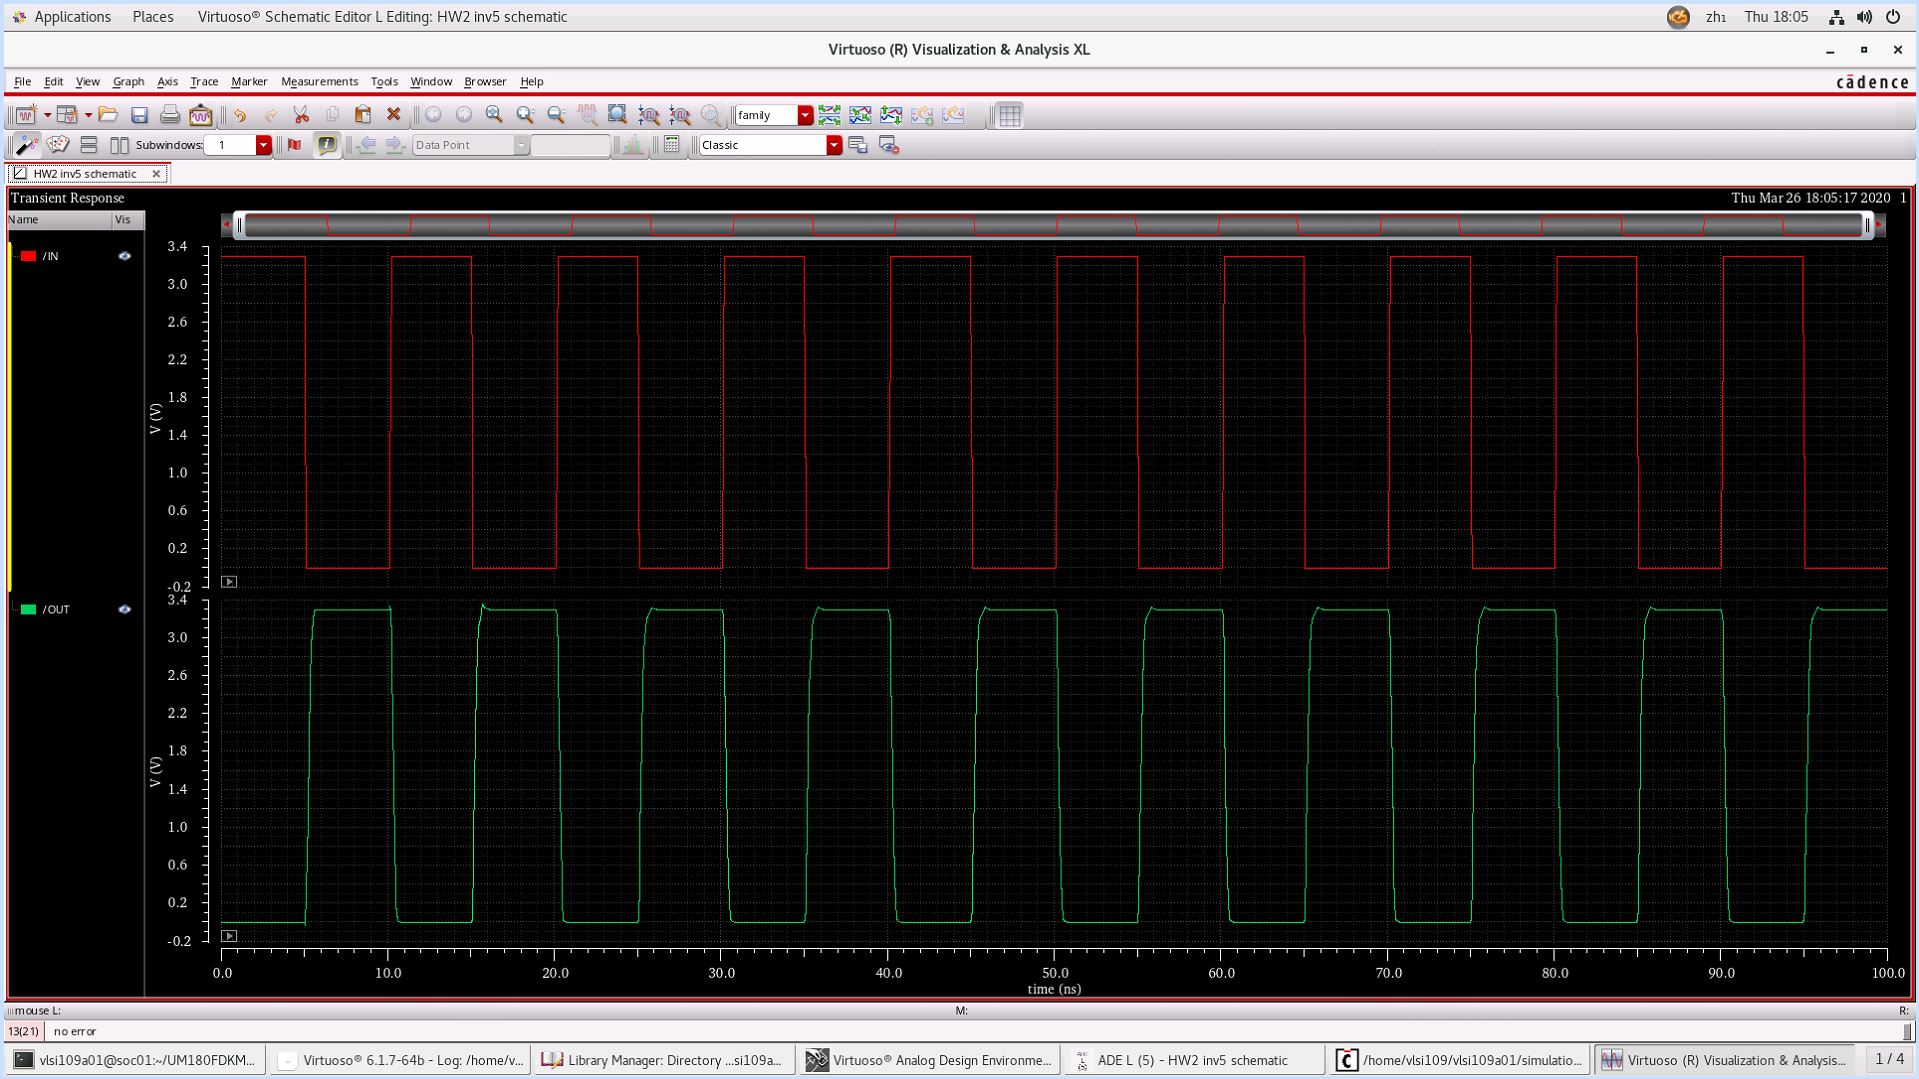 Applications Places Virtuoso® Schematic Editor L Editing: HW2 inv5 schematic zh₁ Thu 18:05
Virtuoso (R) Visualization & Analysis XL
File Edit View Graph Axis Trace Marker Measurements Tools Window Browser Help cādence
family
Subwindows: 1 Data Point Classic
HW2 inv5 schematic
Transient Response Thu Mar 26 18:05:17 2020 1
Name Vis
/IN
3.4
3.0
2.6
2.2
1.8
1.4
1.0
0.6
0.2
-0.2
V (V)
/OUT
3.4
3.0
2.6
2.2
1.8
1.4
1.0
0.6
0.2
-0.2
V (V)
0.0 10.0 20.0 30.0 40.0 50.0 60.0 70.0 80.0 90.0 100.0
time (ns)
mouse L: M: R:
13(21) no error
vlsi109a01@soc01:~/UM180FDKM... Virtuoso® 6.1.7-64b - Log: /home/v... Library Manager: Directory ...si109a... Virtuoso® Analog Design Environme... ADE L (5) - HW2 inv5 schematic /home/vlsi109/vlsi109a01/simulatio... Virtuoso (R) Visualization & Analysis... 1 / 4